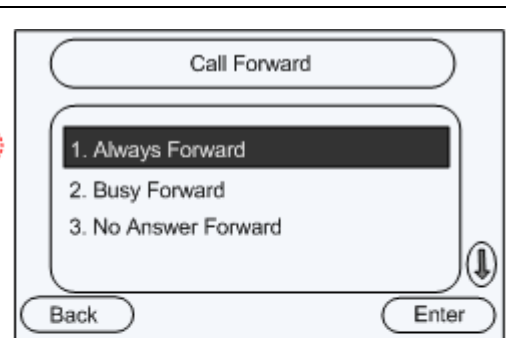 Call Forward
1. Always Forward
2. Busy Forward
3. No Answer Forward
Back
Enter